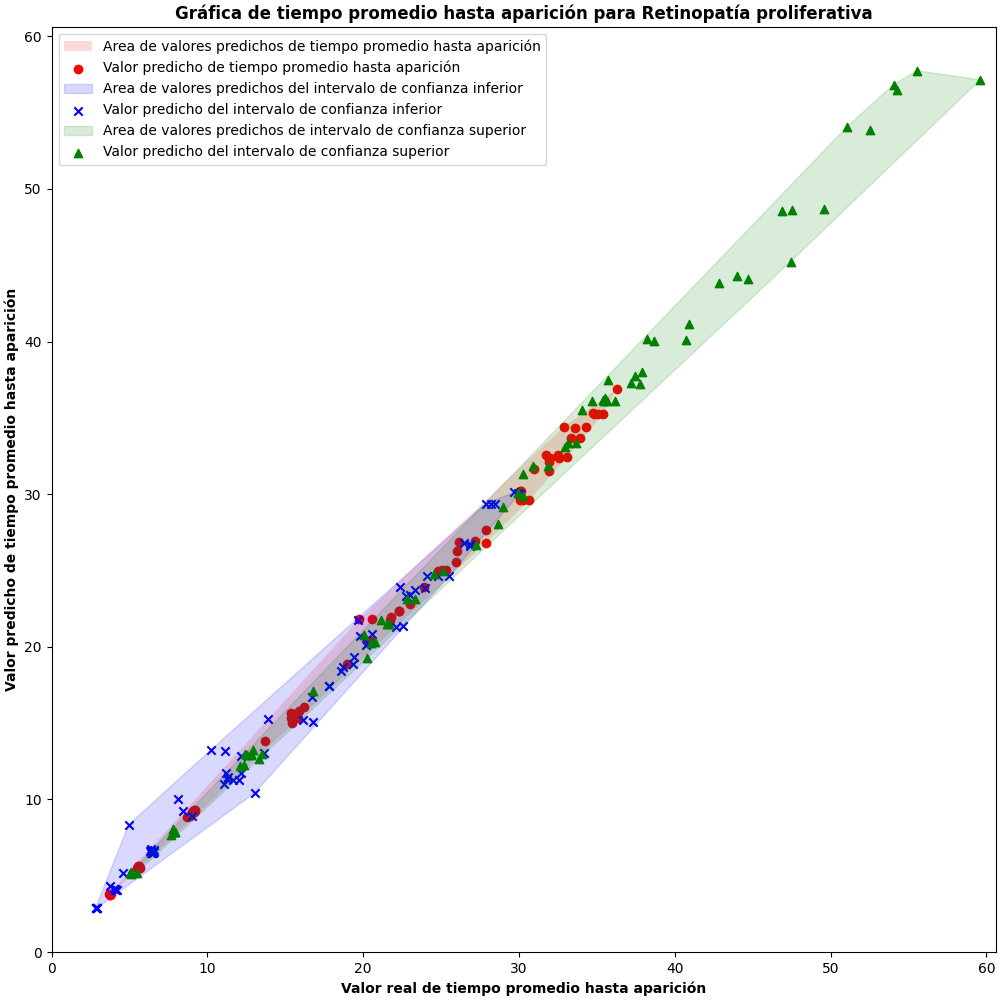 Gráfica de tiempo promedio hasta aparición para Retinopatía proliferativa
Area de valores predichos de tiempo promedio hasta aparición
Valor predicho de tiempo promedio hasta aparición
Area de valores predichos del intervalo de confianza inferior
Valor predicho del intervalo de confianza inferior
Area de valores predichos de intervalo de confianza superior
Valor predicho del intervalo de confianza superior
Valor predicho de tiempo promedio hasta aparición
60
50
40
30
20
10
0
0 10 20 30 40 50 60
Valor real de tiempo promedio hasta aparición